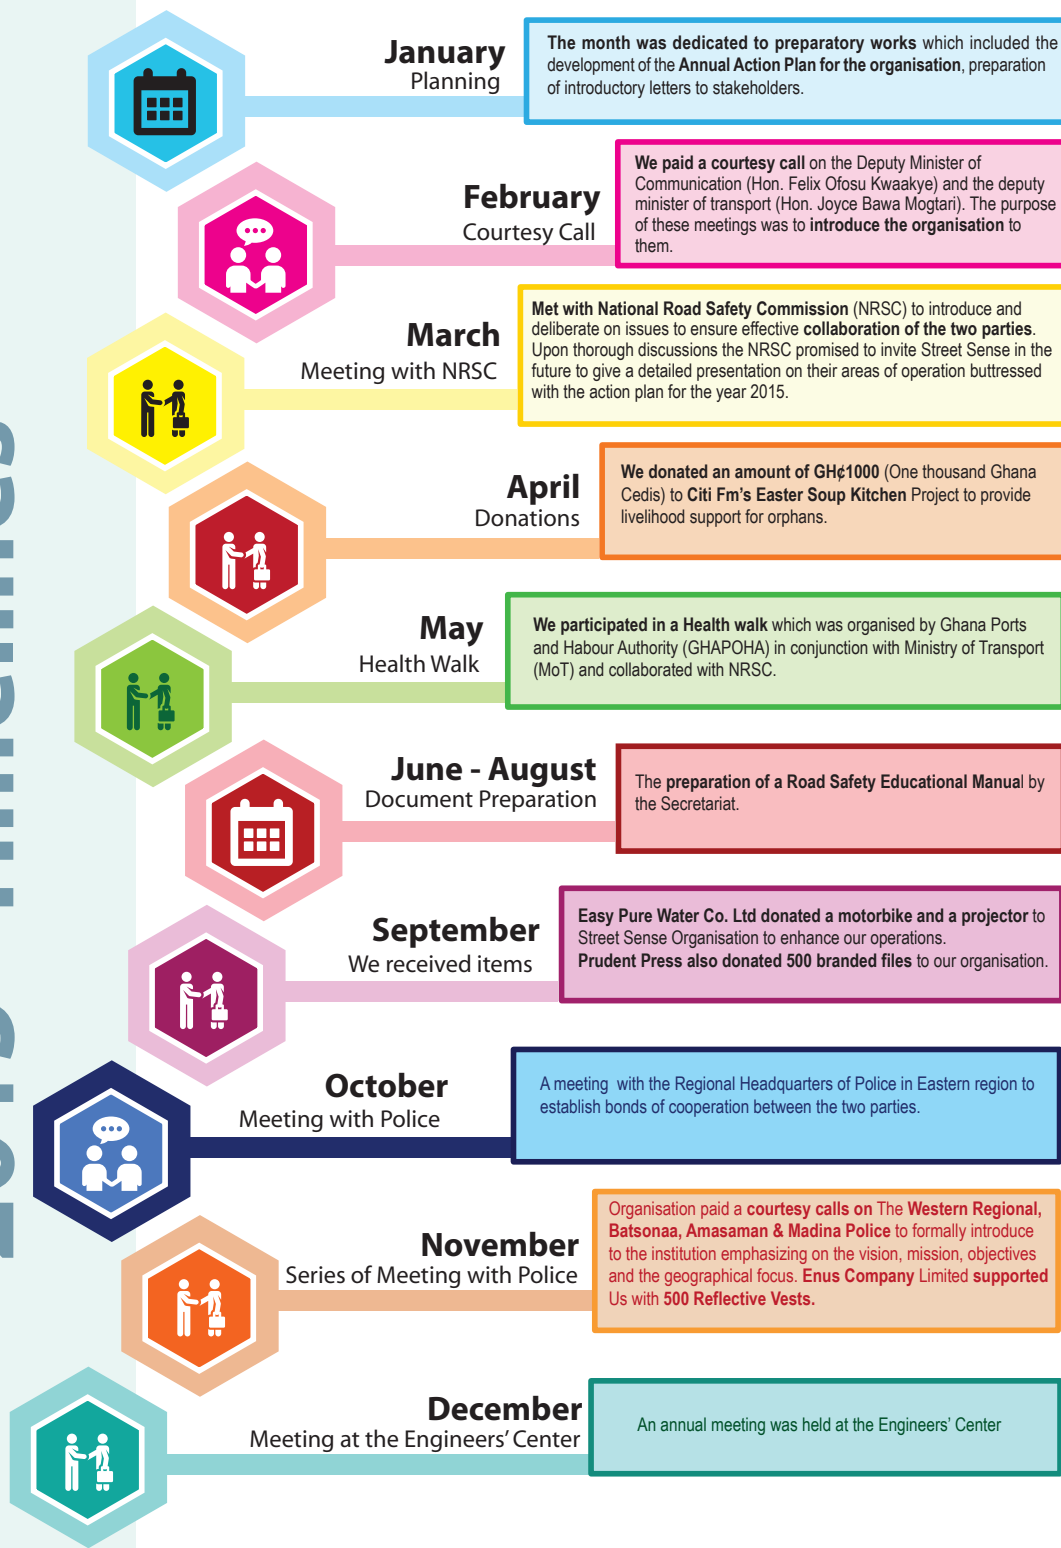 January
Planning
The month was dedicated to preparatory works which included the
development of the Annual Action Plan for the organisation, preparation
of introductory letters to stakeholders.
February
Courtesy Call
We paid a courtesy call on the Deputy Minister of
Communication (Hon. Felix Ofosu Kwaakye) and the deputy
minister of transport (Hon. Joyce Bawa Mogtari). The purpose
of these meetings was to introduce the organisation to
them.
March
Meeting with NRSC
Met with National Road Safety Commission (NRSC) to introduce and
deliberate on issues to ensure effective collaboration of the two parties.
Upon thorough discussions the NRSC promised to invite Street Sense in the
future to give a detailed presentation on their areas of operation buttressed
with the action plan for the year 2015.
April
Donations
We donated an amount of GH¢1000 (One thousand Ghana
Cedis) to Citi Fm's Easter Soup Kitchen Project to provide
livelihood support for orphans.
May
Health Walk
We participated in a Health walk which was organised by Ghana Ports
and Habour Authority (GHAPOHA) in conjunction with Ministry of Transport
(MoT) and collaborated with NRSC.
June - August
Document Preparation
The preparation of a Road Safety Educational Manual by
the Secretariat.
September
We received items
Easy Pure Water Co. Ltd donated a motorbike and a projector to
Street Sense Organisation to enhance our operations.
Prudent Press also donated 500 branded files to our organisation.
October
Meeting with Police
A meeting with the Regional Headquarters of Police in Eastern region to
establish bonds of cooperation between the two parties.
November
Series of Meeting with Police
Organisation paid a courtesy calls on The Western Regional,
Batsonaa, Amasaman & Madina Police to formally introduce
to the institution emphasizing on the vision, mission, objectives
and the geographical focus. Enus Company Limited supported
Us with 500 Reflective Vests.
December
Meeting at the Engineers' Center
An annual meeting was held at the Engineers' Center